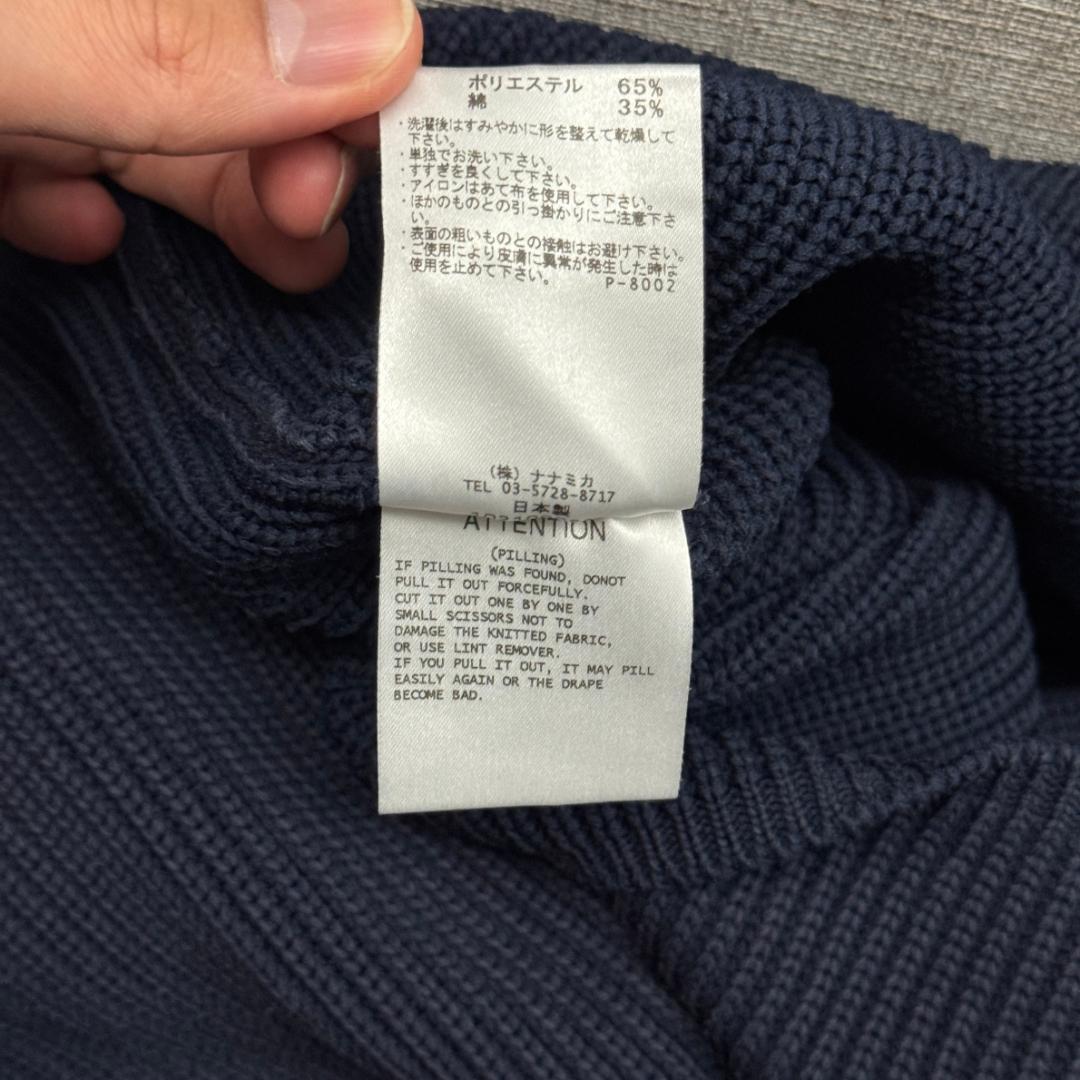 ポリエステル 65%
綿 35%
・洗濯後はすみやかに形を整えて乾燥して
下さい。
・単独でお洗い下さい。
・すすぎを良くして下さい。
・アイロンはあて布を使用して下さい。
・ほかのものとの引っ掛かりにご注意下さ
い。
・表面の粗いものとの接触はお避け下さい。
・ご使用により皮膚に異常が発生した時は
使用を止めて下さい。 P-8002
(株) ナナミカ
TEL 03-5728-8717
日本製
ATTENTION
(PILLING)
IF PILLING WAS FOUND, DONOT
PULL IT OUT FORCEFULLY.
CUT IT OUT ONE BY ONE BY
SMALL SCISSORS NOT TO
DAMAGE THE KNITTED FABRIC,
OR USE LINT REMOVER.
IF YOU PULL IT OUT, IT MAY PILL
EASILY AGAIN OR THE DRAPE
BECOME BAD.